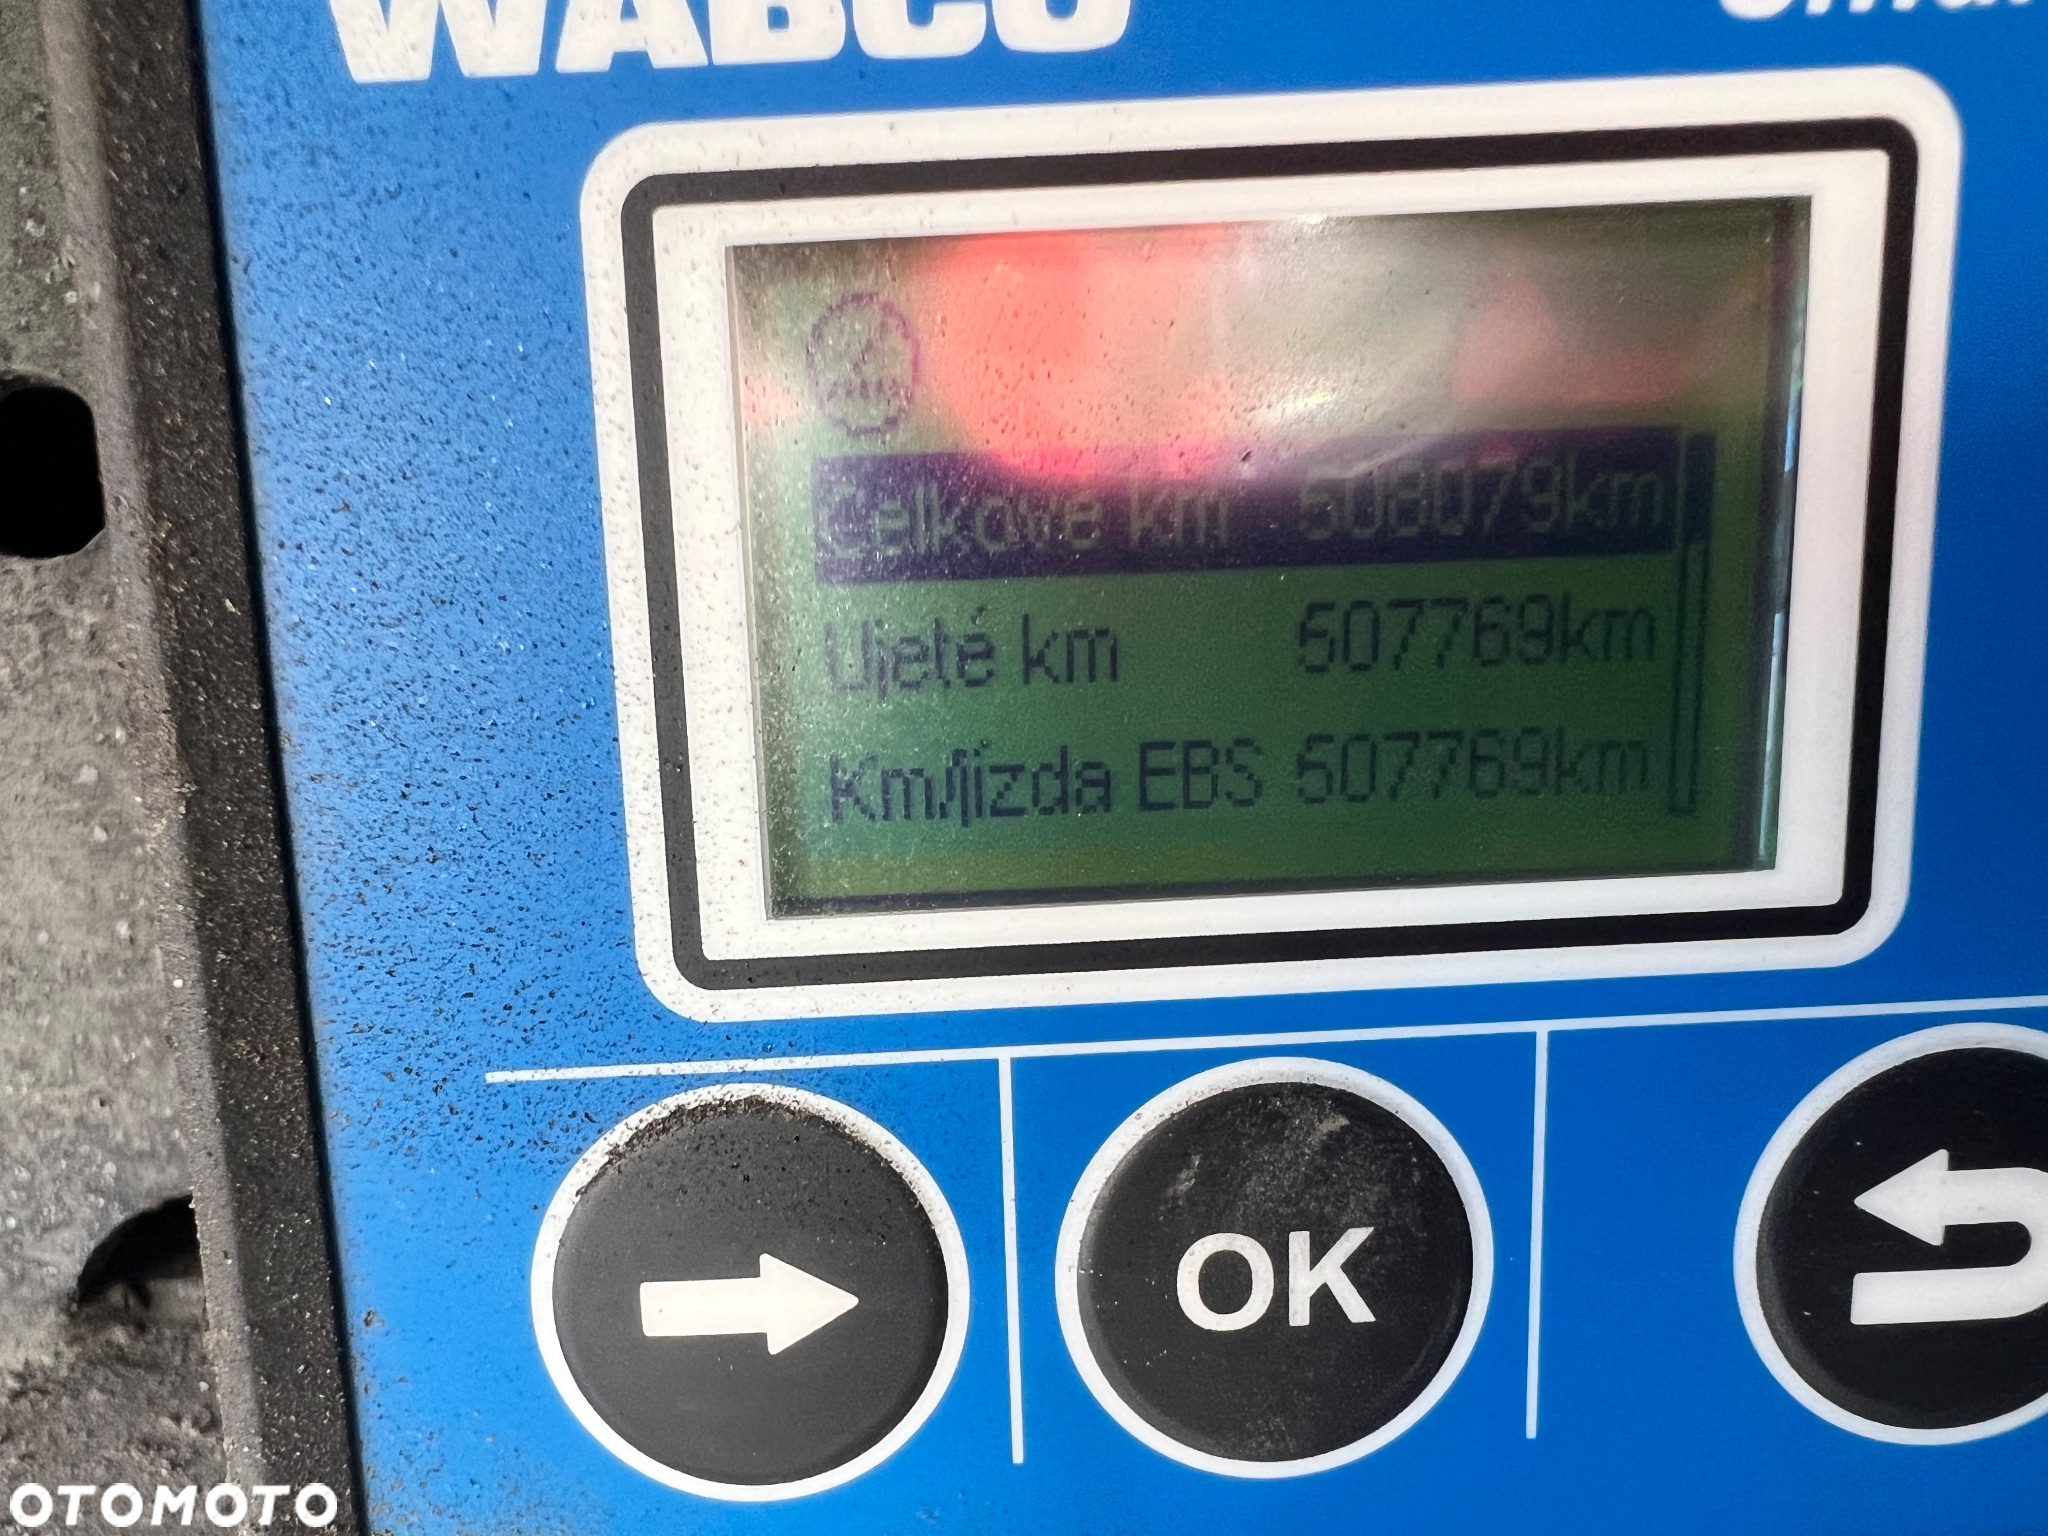 WABCO
Celkové km 508079km
Ujeté km 507769km
Km/jízda EBS 507769km
OK
OTOMOTO